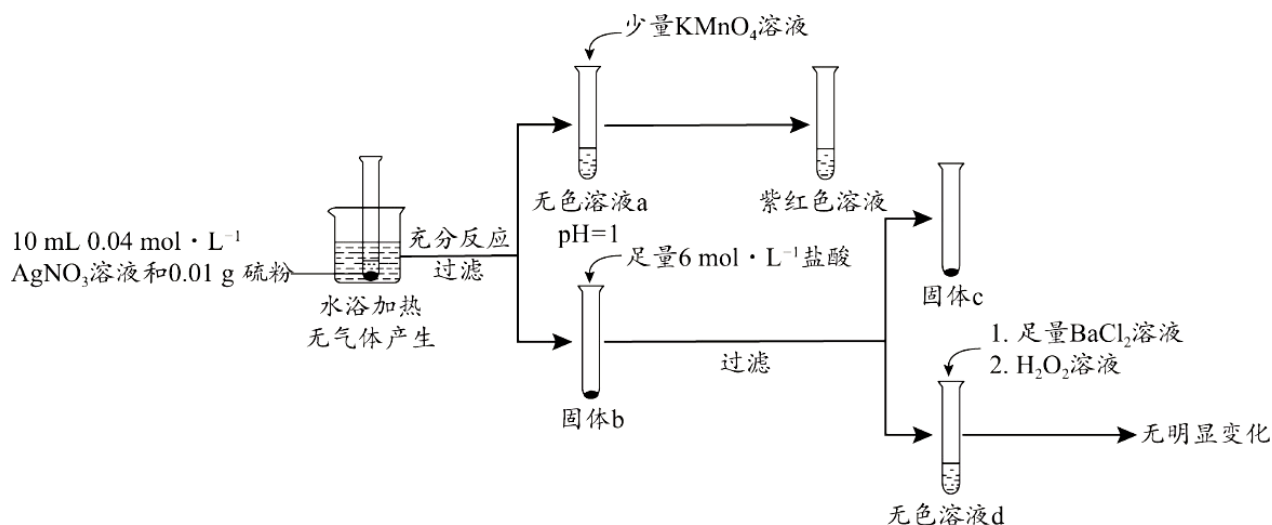 少量KMnO₄溶液
无色溶液a
pH=1
紫红色溶液
10 mL 0.04 mol·L⁻¹
AgNO₃溶液和0.01 g 硫粉
水浴加热
无气体产生
充分反应
过滤
足量6 mol·L⁻¹盐酸
固体b
过滤
固体c
1. 足量BaCl₂溶液
2. H₂O₂溶液
无色溶液d
无明显变化